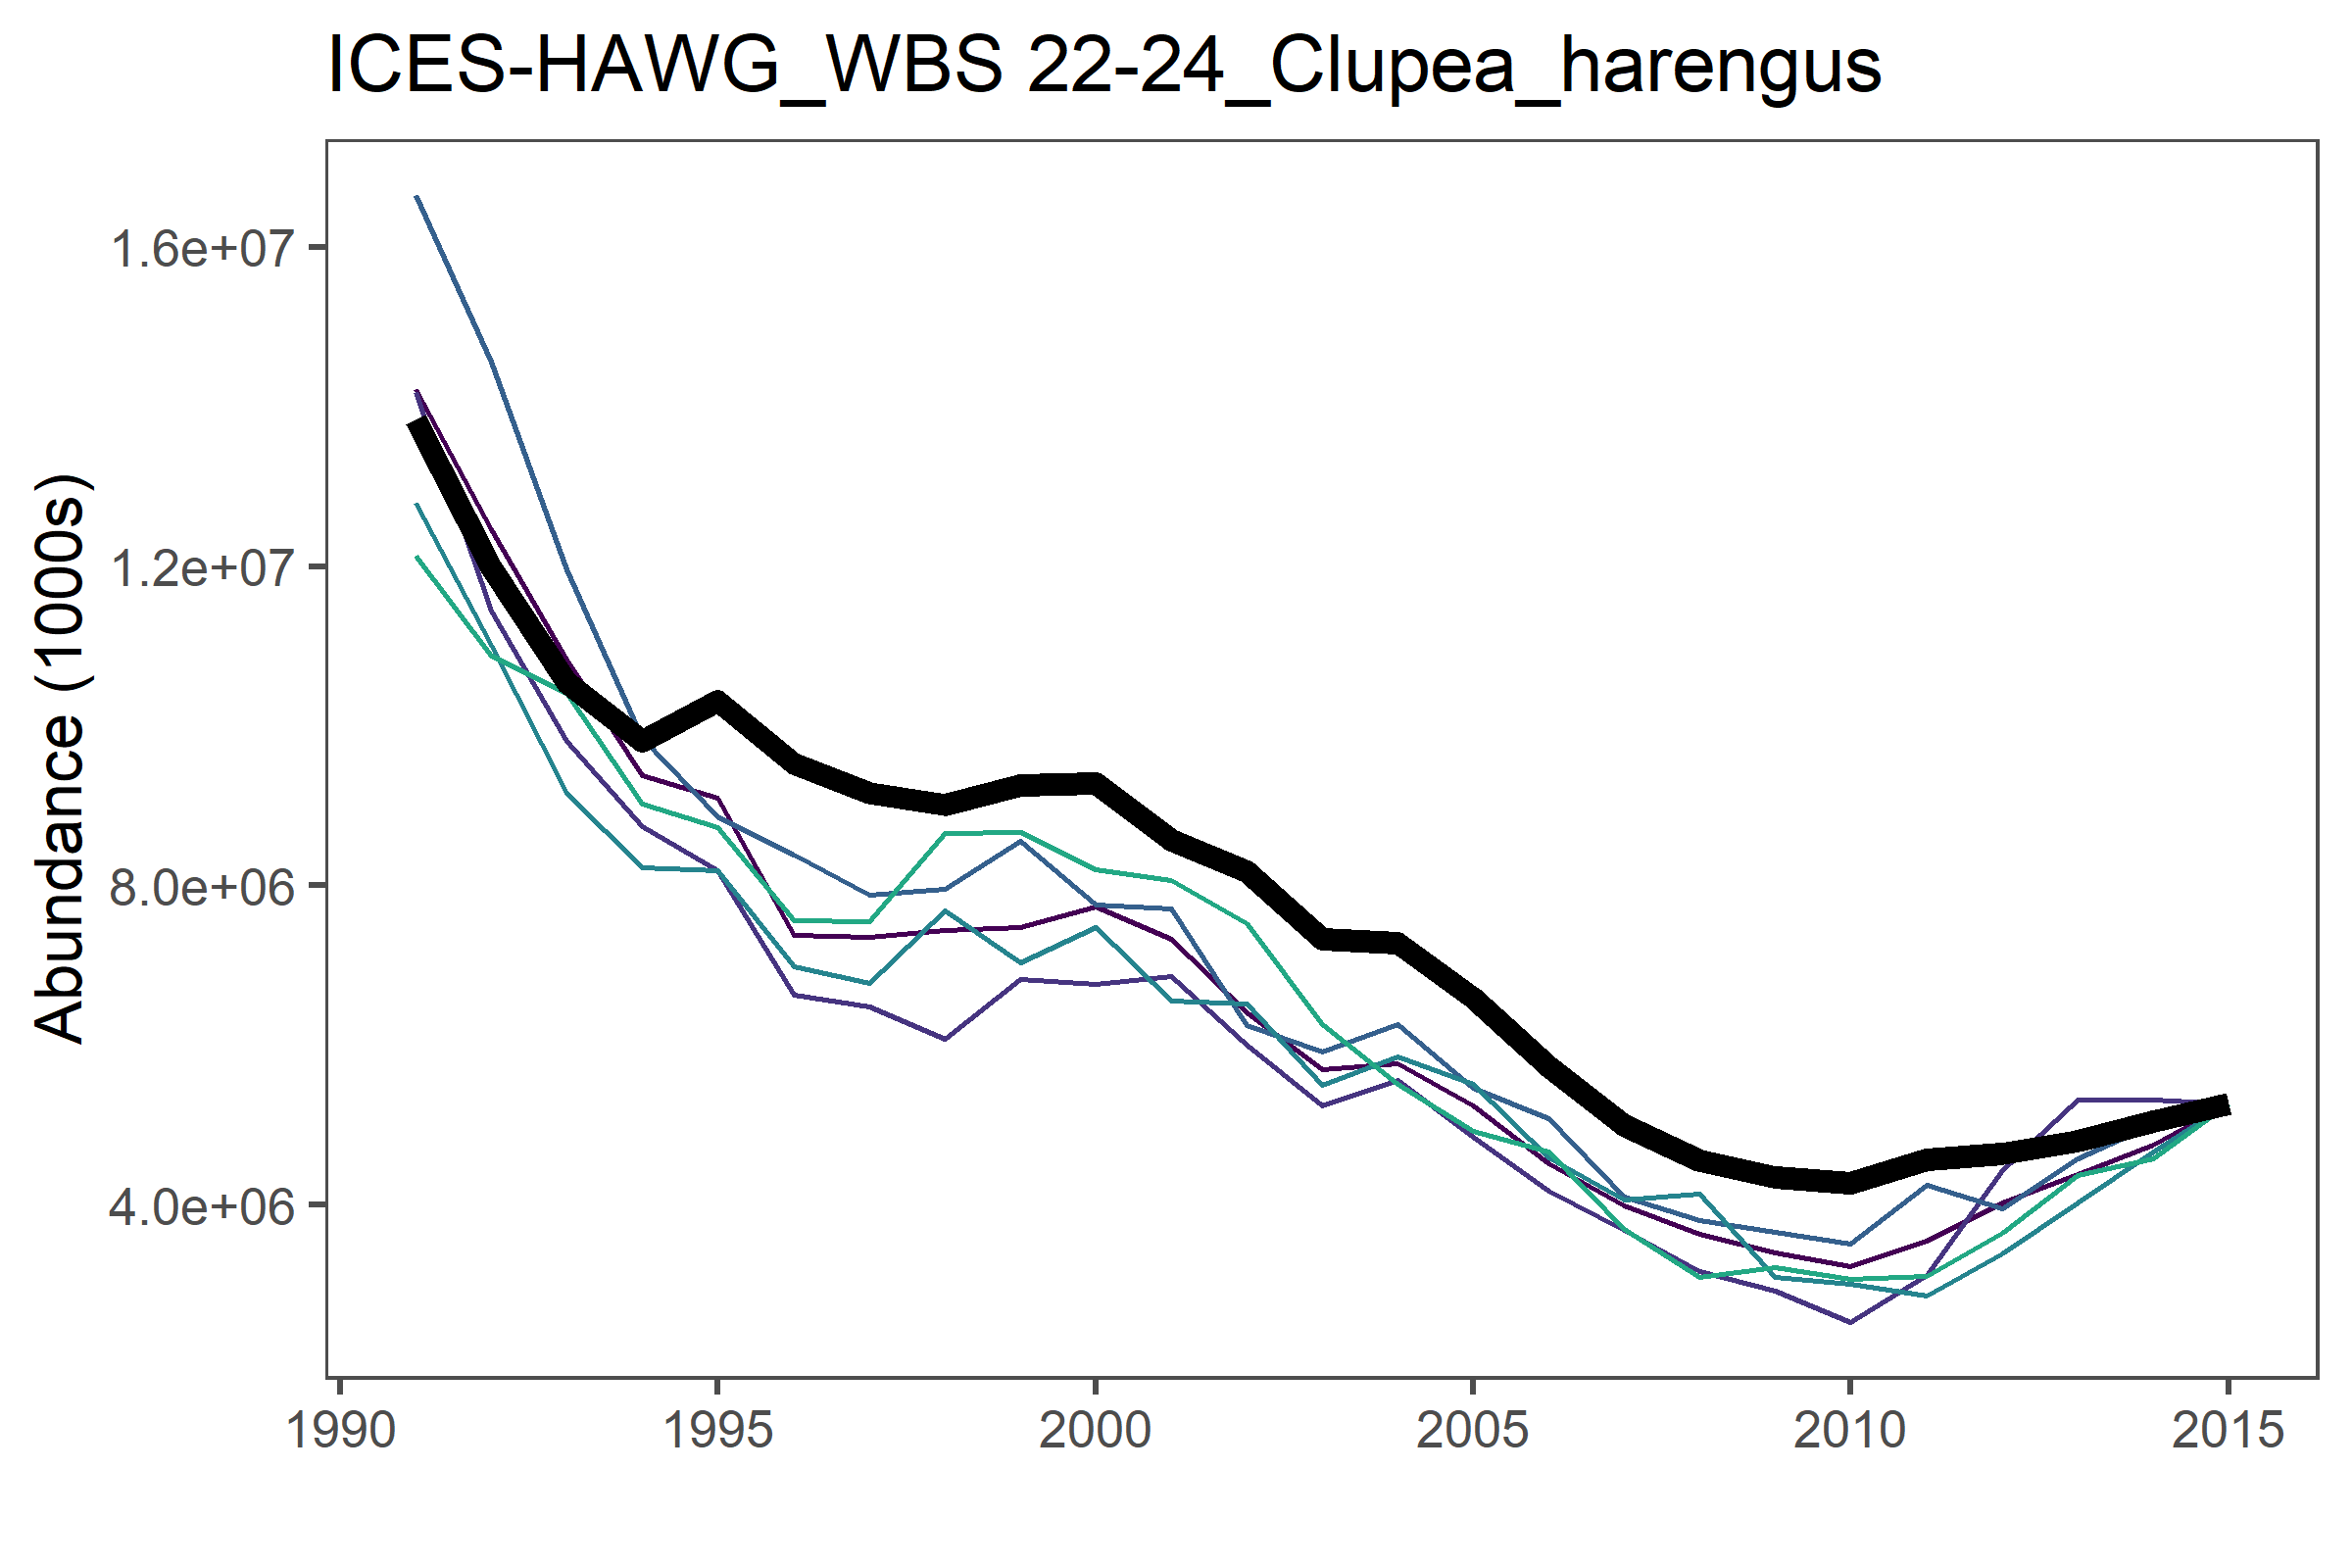 ICES-HAWG_WBS 22-24_Clupea_harengus
Abundance (1000s)
1.6e+07
1.2e+07
8.0e+06
4.0e+06
1990 1995 2000 2005 2010 2015